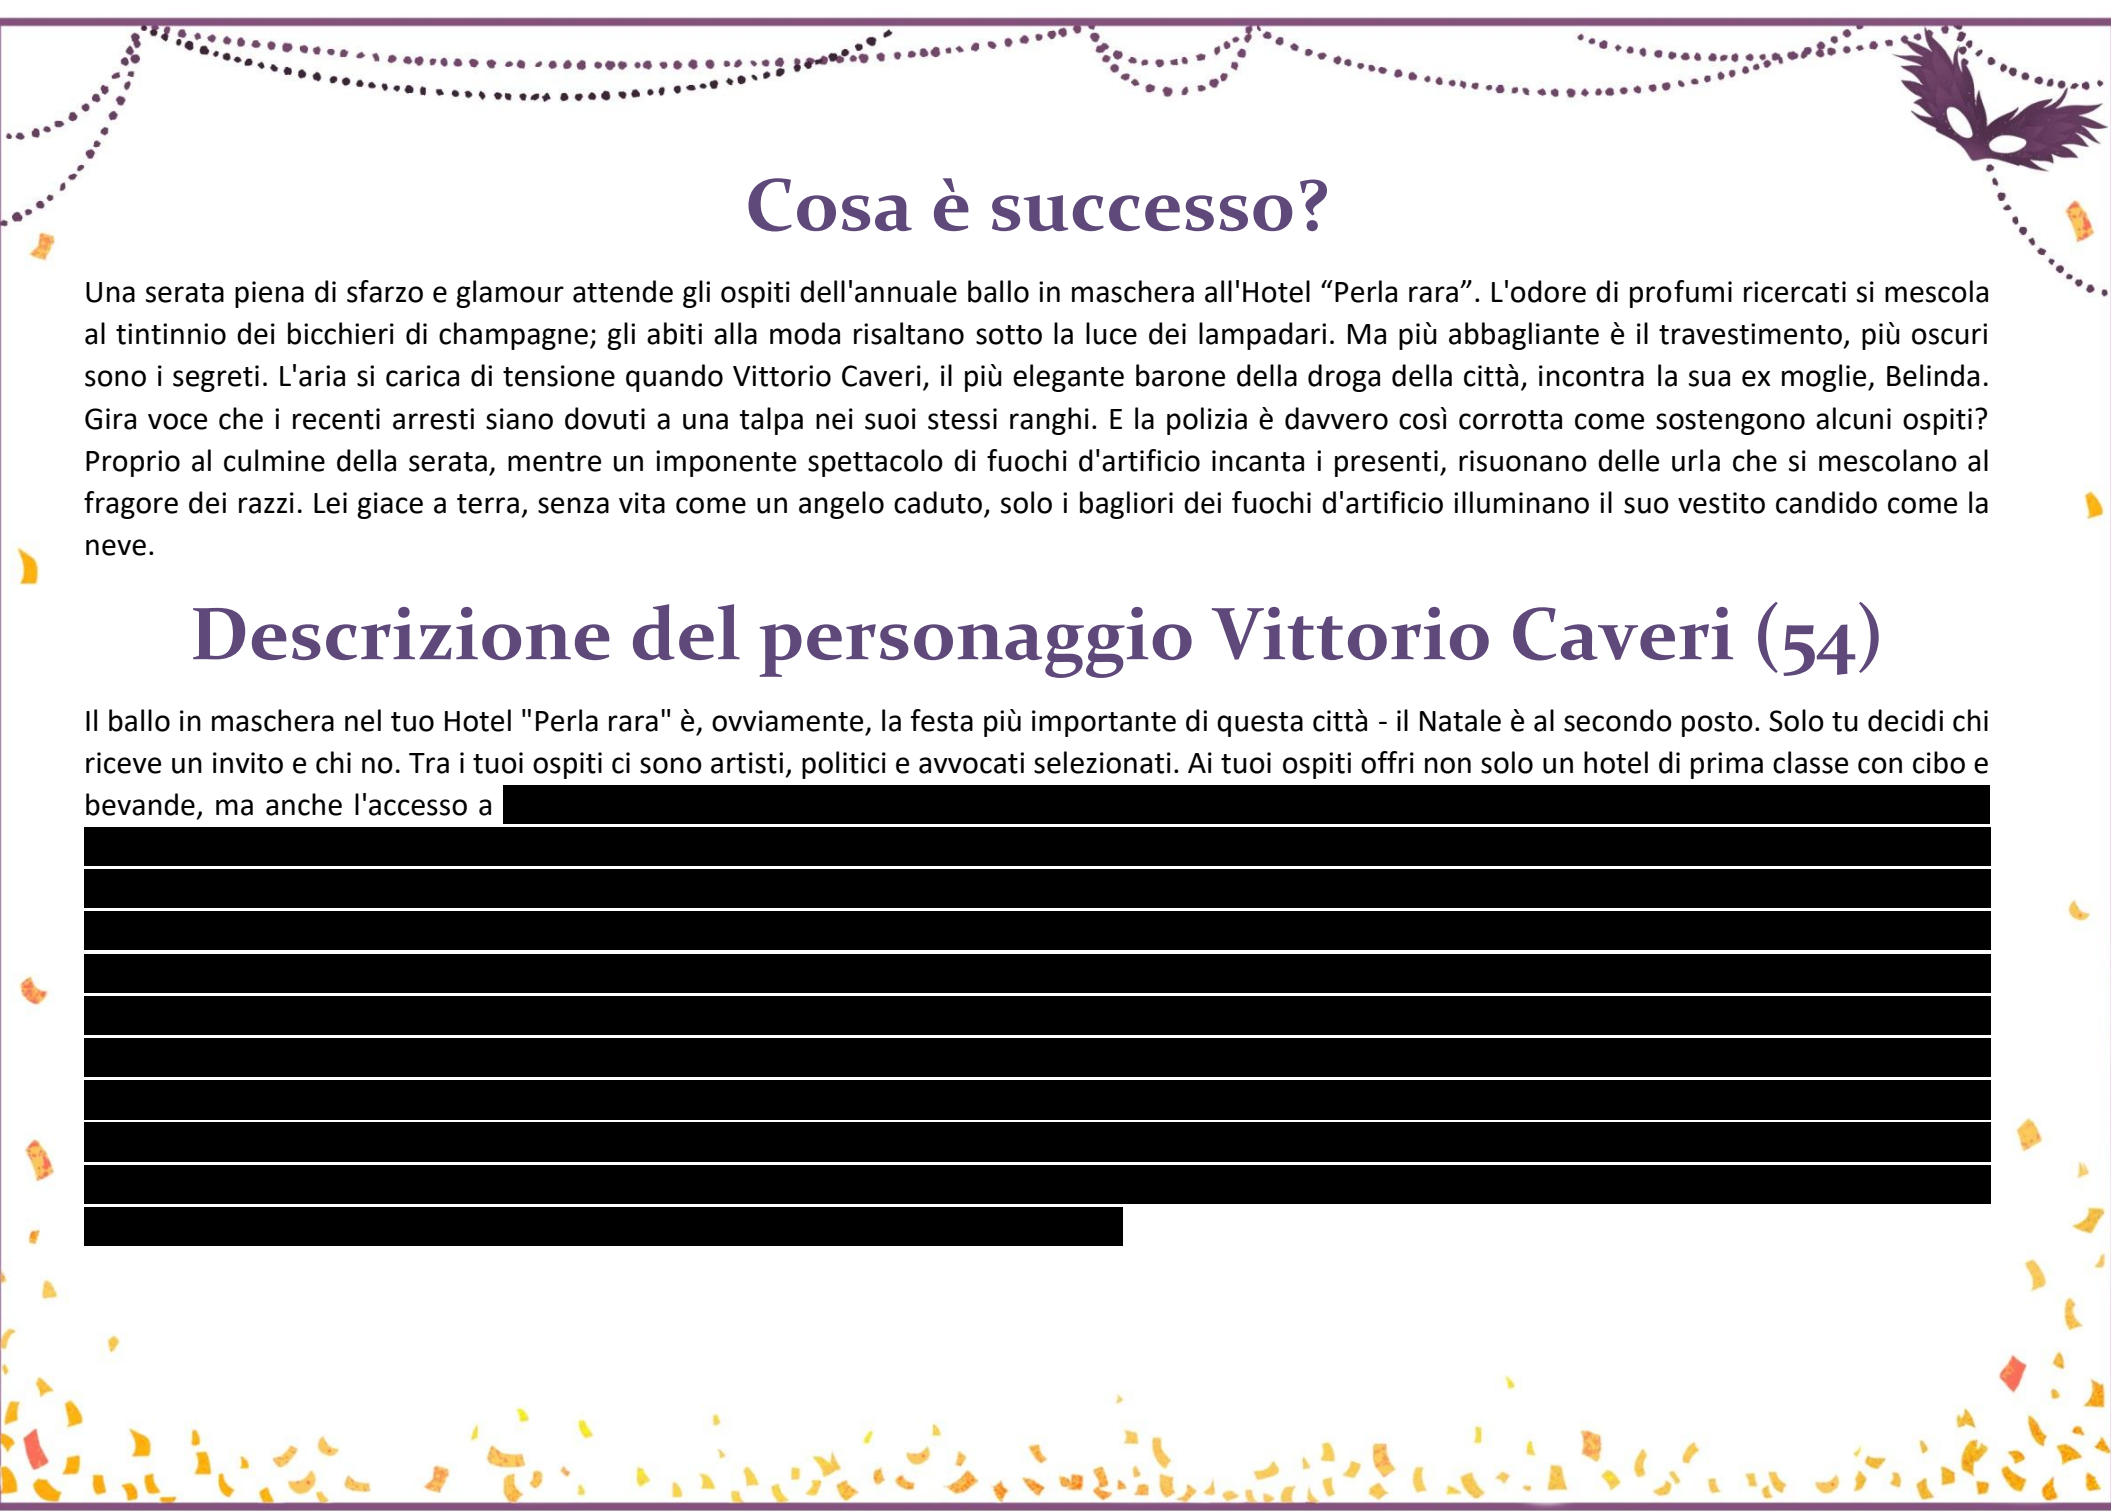 Cosa è successo?
Una serata piena di sfarzo e glamour attende gli ospiti dell'annuale ballo in maschera all'Hotel “Perla rara”. L'odore di profumi ricercati si mescola
al tintinnio dei bicchieri di champagne; gli abiti alla moda risaltano sotto la luce dei lampadari. Ma più abbagliante è il travestimento, più oscuri
sono i segreti. L'aria si carica di tensione quando Vittorio Caveri, il più elegante barone della droga della città, incontra la sua ex moglie, Belinda.
Gira voce che i recenti arresti siano dovuti a una talpa nei suoi stessi ranghi. E la polizia è davvero così corrotta come sostengono alcuni ospiti?
Proprio al culmine della serata, mentre un imponente spettacolo di fuochi d'artificio incanta i presenti, risuonano delle urla che si mescolano al
fragore dei razzi. Lei giace a terra, senza vita come un angelo caduto, solo i bagliori dei fuochi d'artificio illuminano il suo vestito candido come la
neve.
Descrizione del personaggio Vittorio Caveri (54)
Il ballo in maschera nel tuo Hotel "Perla rara" è, ovviamente, la festa più importante di questa città - il Natale è al secondo posto. Solo tu decidi chi
riceve un invito e chi no. Tra i tuoi ospiti ci sono artisti, politici e avvocati selezionati. Ai tuoi ospiti offri non solo un hotel di prima classe con cibo e
bevande, ma anche l'accesso a